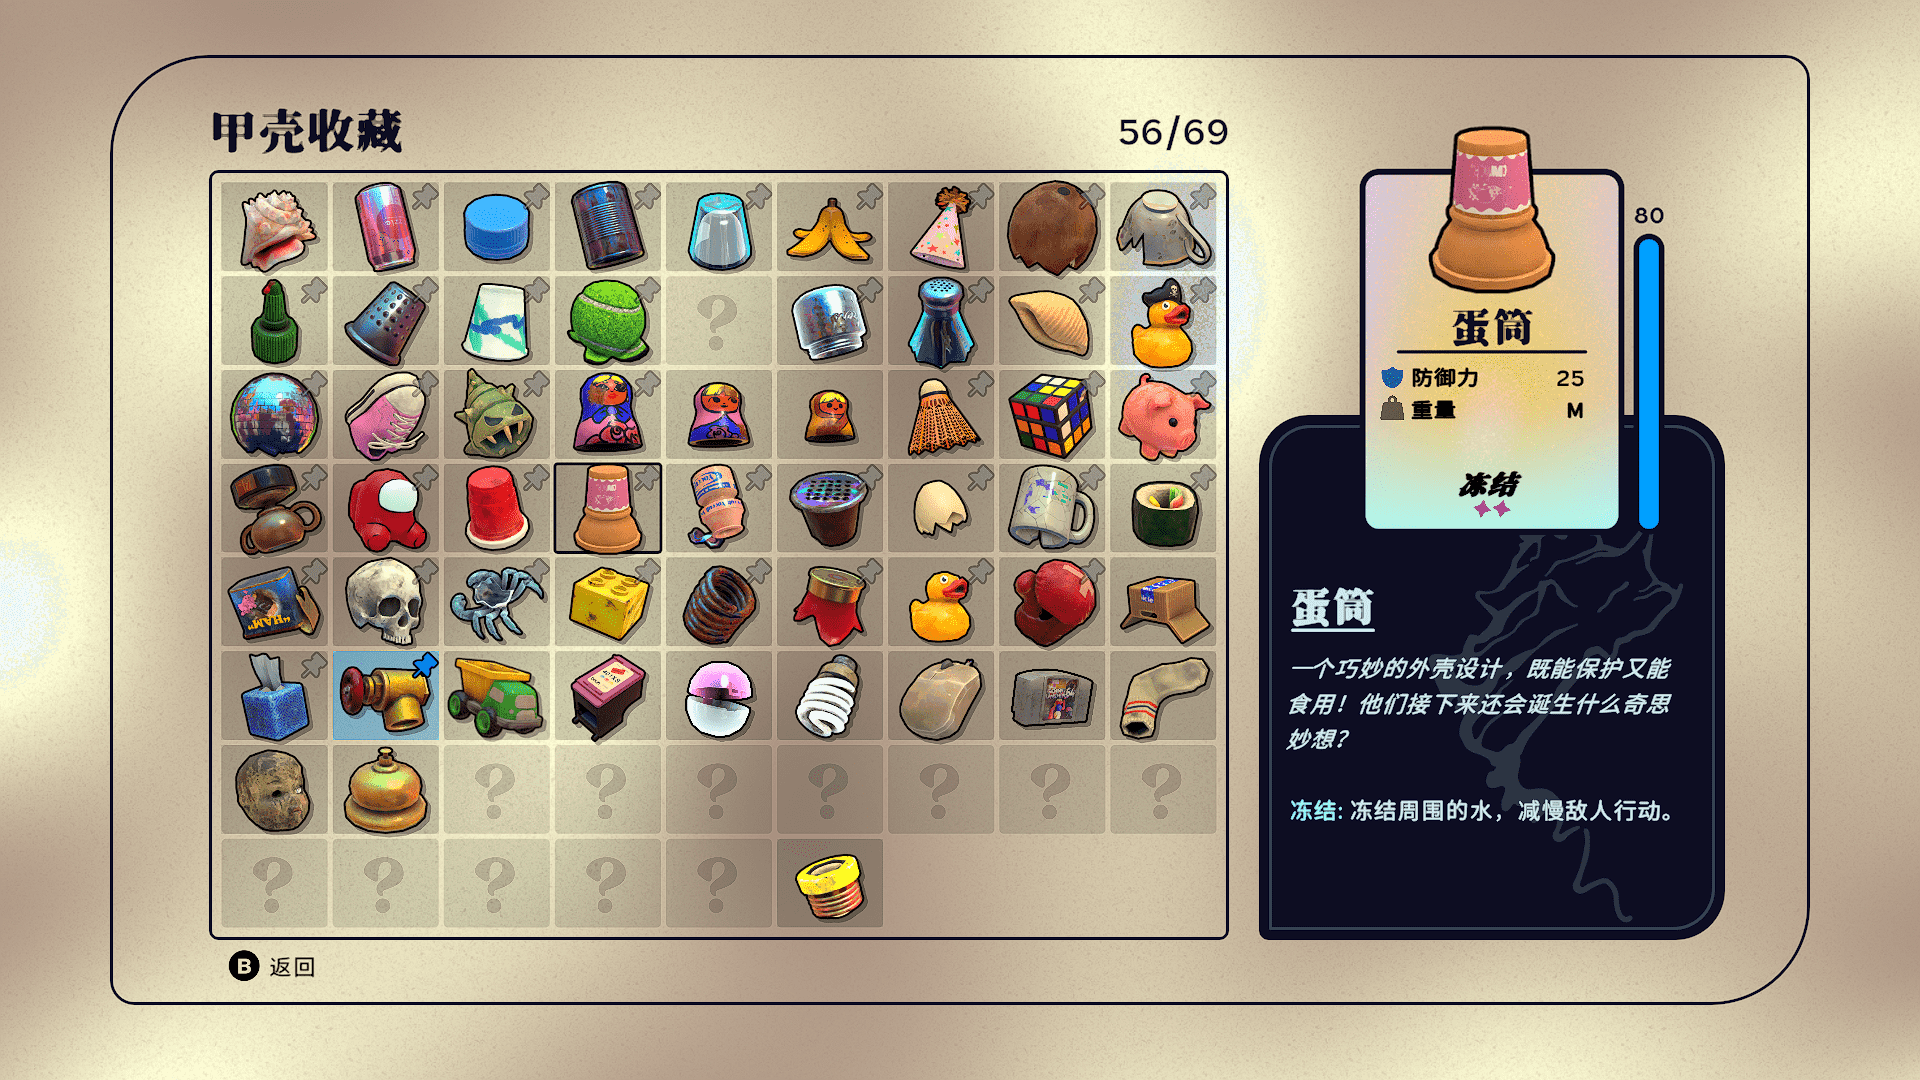 甲壳收藏
56/69
80
蛋筒
防御力 25
重量 M
冻结
蛋筒
一个巧妙的外壳设计，既能保护又能
食用！他们接下来还会诞生什么奇思
妙想？
冻结: 冻结周围的水，减慢敌人行动。
"HAM"
B 返回